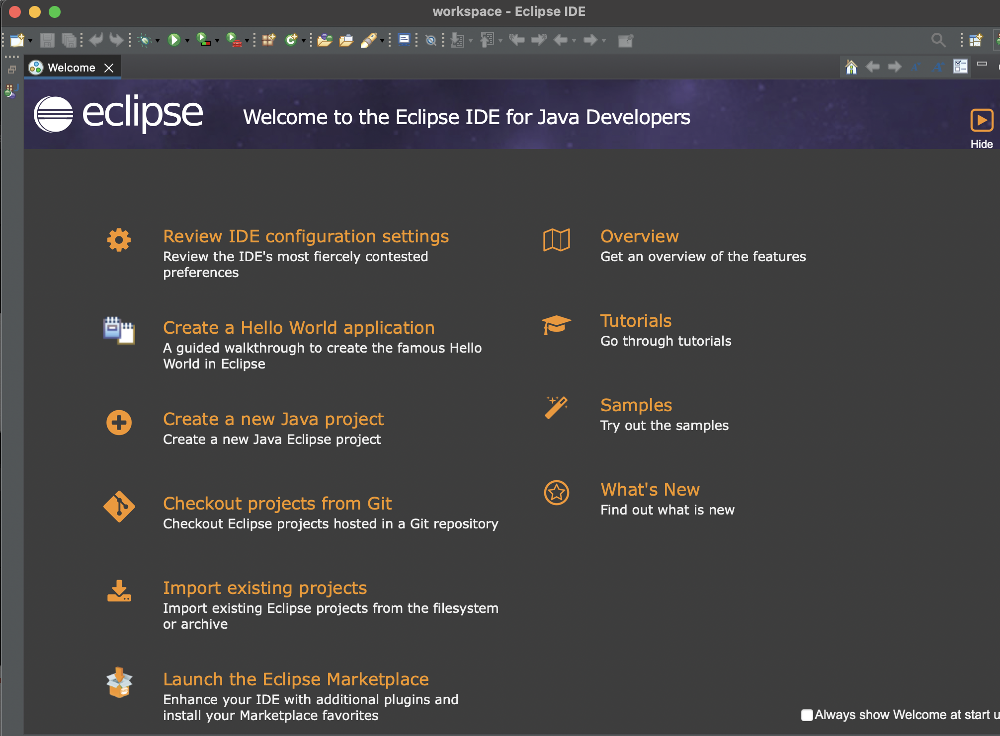 workspace - Eclipse IDE
Welcome
eclipse
Welcome to the Eclipse IDE for Java Developers
Hide
Review IDE configuration settings
Review the IDE's most fiercely contested
preferences
Create a Hello World application
A guided walkthrough to create the famous Hello
World in Eclipse
Create a new Java project
Create a new Java Eclipse project
Checkout projects from Git
Checkout Eclipse projects hosted in a Git repository
Import existing projects
Import existing Eclipse projects from the filesystem
or archive
Launch the Eclipse Marketplace
Enhance your IDE with additional plugins and
install your Marketplace favorites
Overview
Get an overview of the features
Tutorials
Go through tutorials
Samples
Try out the samples
What's New
Find out what is new
Always show Welcome at start u